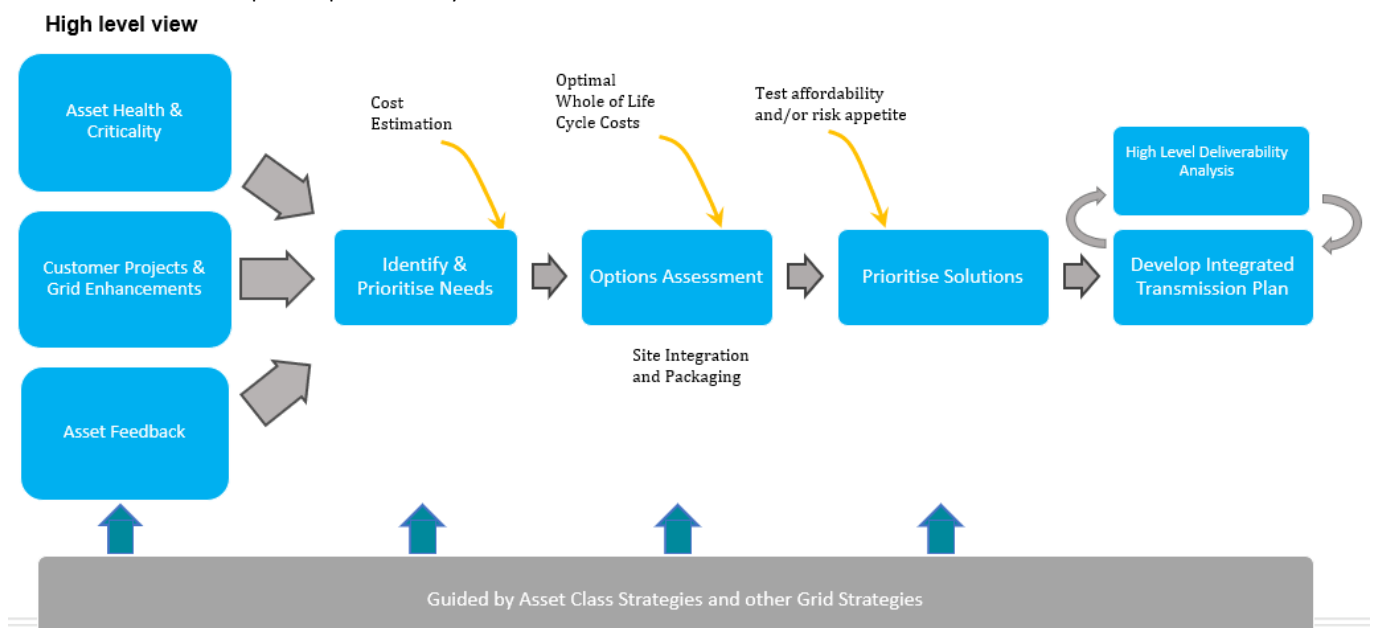 High level view
Asset Health &
Criticality
Customer Projects &
Grid Enhancements
Asset Feedback
Cost
Estimation
Identify &
Prioritise Needs
Optimal
Whole of Life
Cycle Costs
Options Assessment
Site Integration
and Packaging
Test affordability
and/or risk appetite
Prioritise Solutions
High Level Deliverability
Analysis
Develop Integrated
Transmission Plan
Guided by Asset Class Strategies and other Grid Strategies